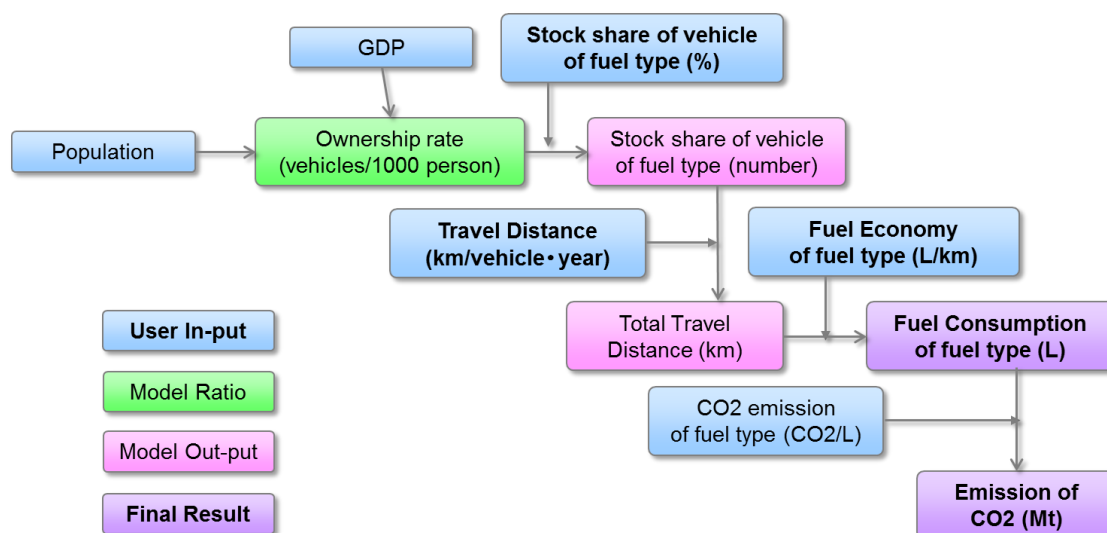 GDP
Stock share of vehicle
of fuel type (%)
Population
Ownership rate
(vehicles/1000 person)
Stock share of vehicle
of fuel type (number)
Travel Distance
(km/vehicle・year)
Fuel Economy
of fuel type (L/km)
User In-put
Total Travel
Distance (km)
Fuel Consumption
of fuel type (L)
Model Ratio
CO2 emission
of fuel type (CO2/L)
Model Out-put
Final Result
Emission of
CO2 (Mt)